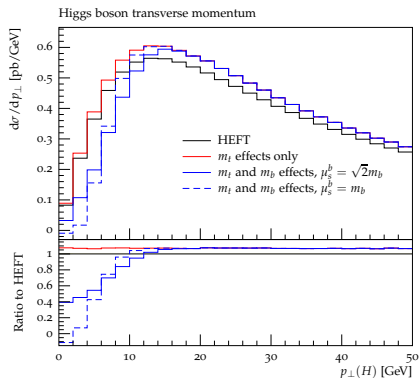 Higgs boson transverse momentum
dσ/dp⊥ [pb/GeV]
0.6
0.5
0.4
0.3
0.2
0.1
0
HEFT
m_t effects only
m_t and m_b effects, μ_s^b = √2m_b
m_t and m_b effects, μ_s^b = m_b
Ratio to HEFT
1
0.8
0.6
0.4
0.2
0
0 10 20 30 40 50
p⊥(H) [GeV]